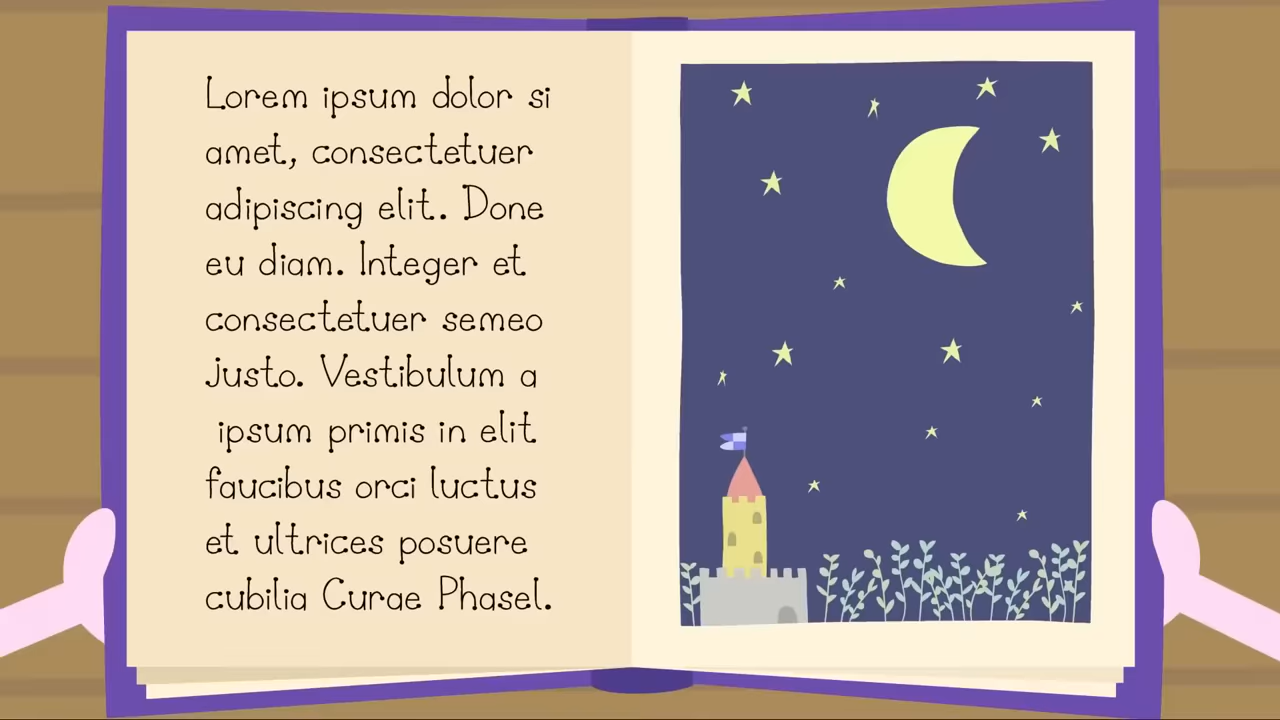 Lorem ipsum dolor si
amet, consectetuer
adipiscing elit. Done
eu diam. Integer et
consectetuer semeo
justo. Vestibulum a
ipsum primis in elit
faucibus orci luctus
et ultrices posuere
cubilia Curae Phasel.